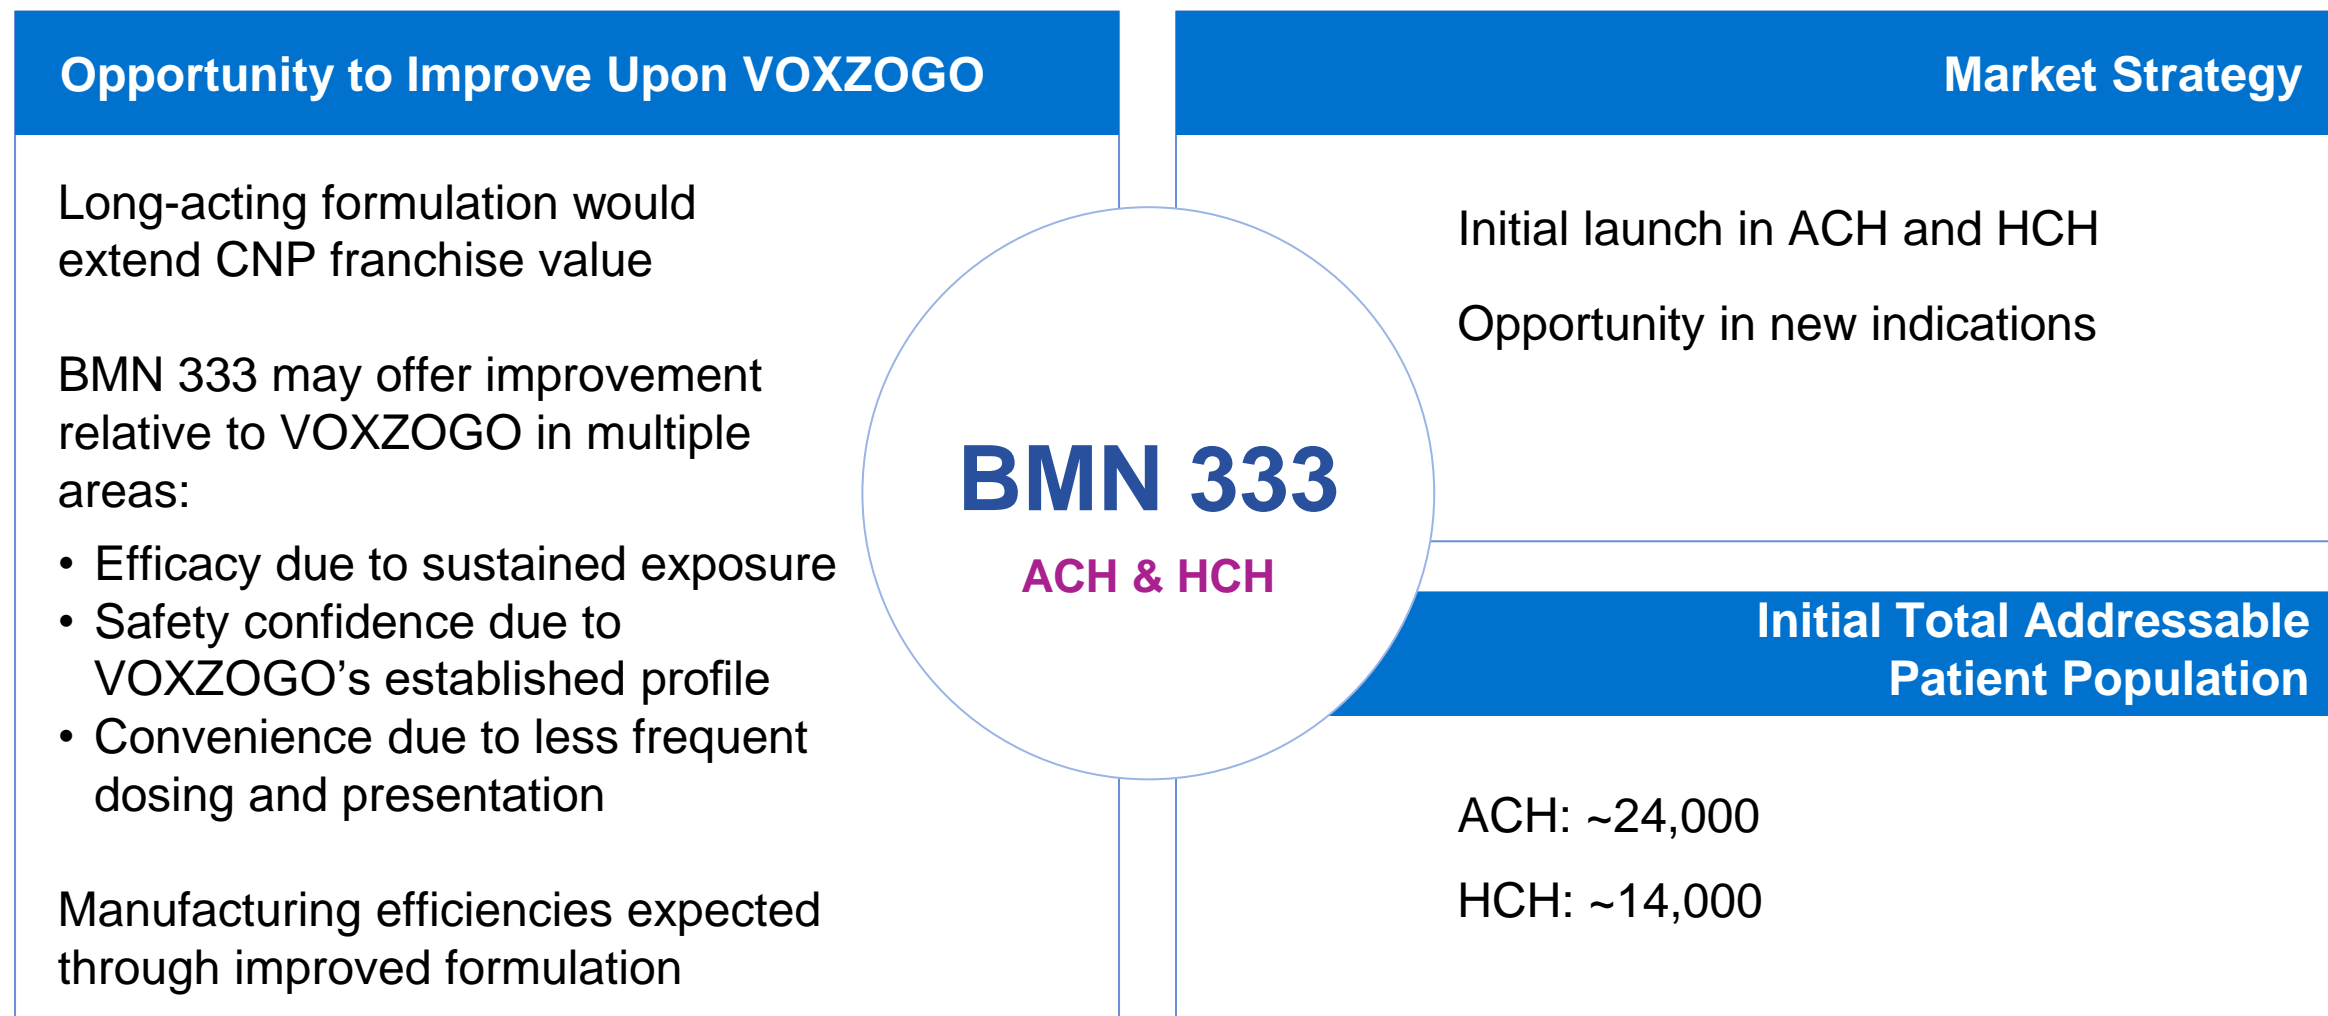 Opportunity to Improve Upon VOXZOGO
Long-acting formulation would
extend CNP franchise value
BMN 333 may offer improvement
relative to VOXZOGO in multiple
areas:
• Efficacy due to sustained exposure
• Safety confidence due to
VOXZOGO’s established profile
• Convenience due to less frequent
dosing and presentation
Manufacturing efficiencies expected
through improved formulation
BMN 333
ACH & HCH
Market Strategy
Initial launch in ACH and HCH
Opportunity in new indications
Initial Total Addressable
Patient Population
ACH: ~24,000
HCH: ~14,000